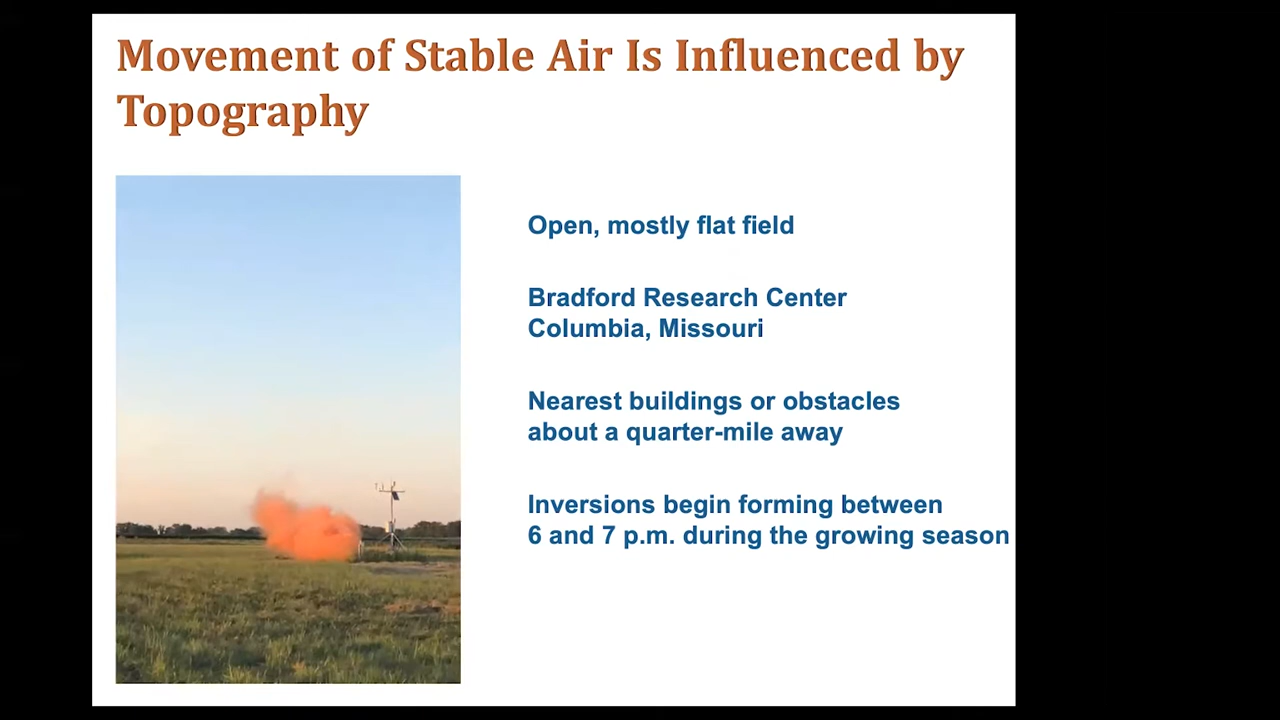 Movement of Stable Air Is Influenced by
Topography
Open, mostly flat field
Bradford Research Center
Columbia, Missouri
Nearest buildings or obstacles
about a quarter-mile away
Inversions begin forming between
6 and 7 p.m. during the growing season